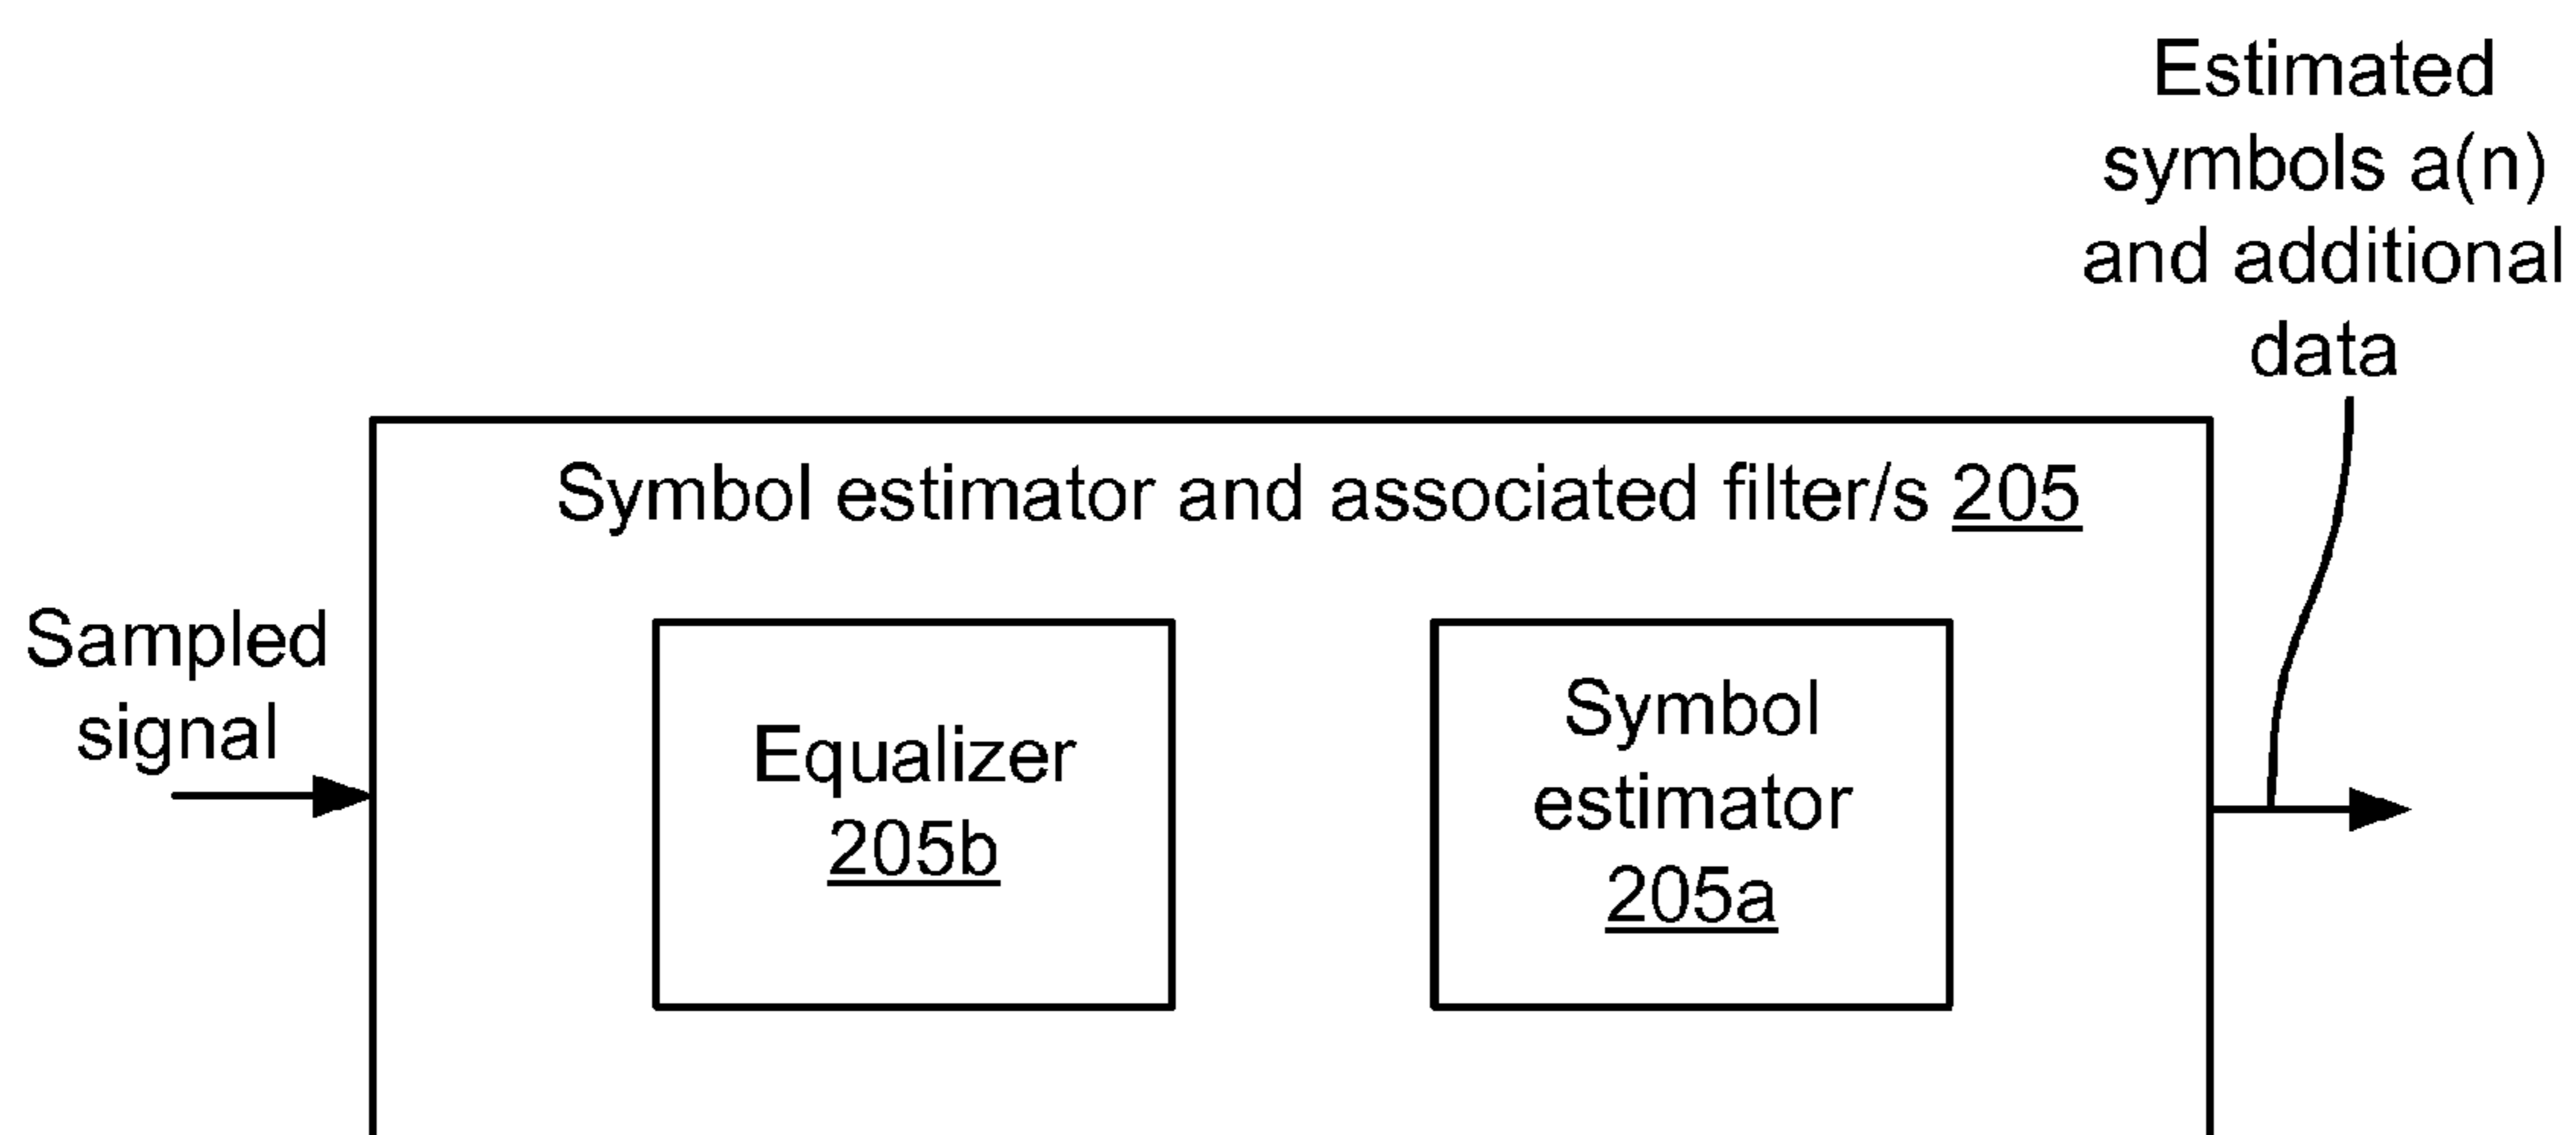 Estimated
symbols a(n)
and additional
data
Symbol estimator and associated filter/s 205
Sampled
signal
Equalizer
205b
Symbol
estimator
205a